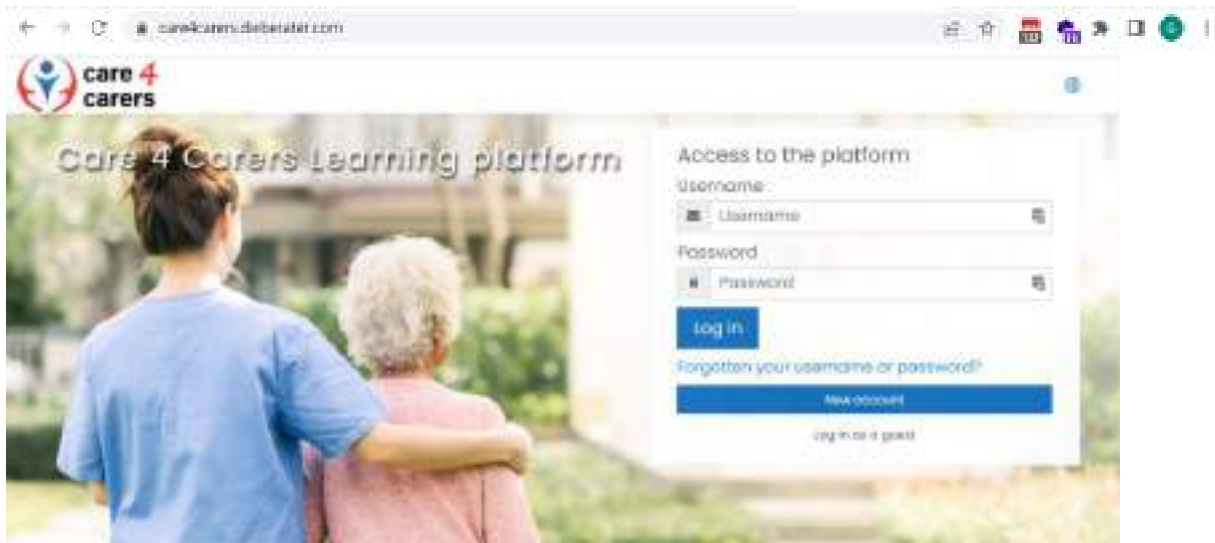 care4carers.dieberater.com
care 4
carers
Care 4 Carers Learning platform
Access to the platform
Username
Username
Password
Password
Log in
Forgotten your username or password?
New account
Log in as a guest